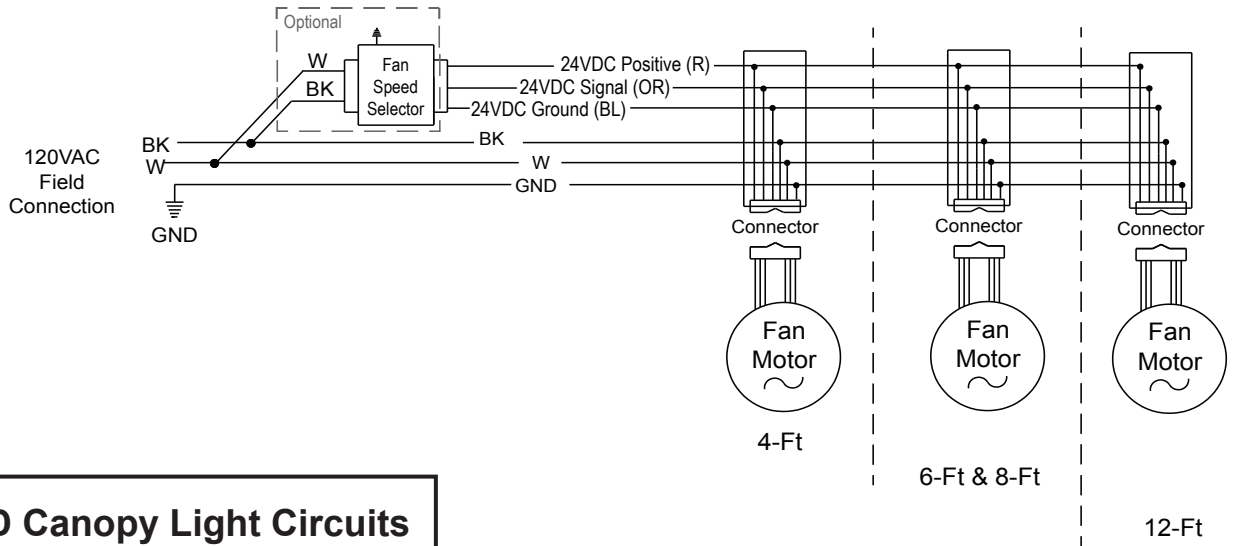 Optional
W
BK
Fan
Speed
Selector
24VDC Positive (R)
24VDC Signal (OR)
24VDC Ground (BL)
120VAC
Field
Connection
BK
W
GND
BK
W
GND
Connector
Connector
Connector
Fan
Motor
Fan
Motor
Fan
Motor
4-Ft
6-Ft & 8-Ft
12-Ft
Canopy Light Circuits